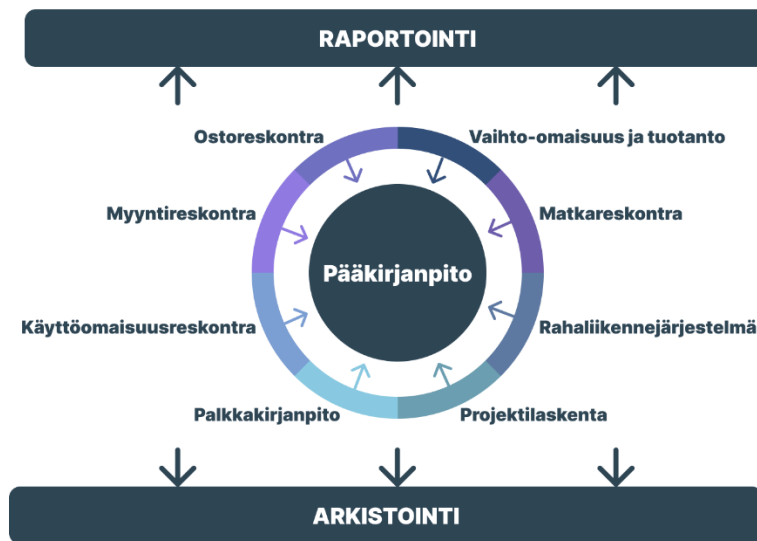 RAPORTOINTI
Ostoreskontra
Vaihto-omaisuus ja tuotanto
Myyntireskontra
Matkareskontra
Pääkirjanpito
Käyttöomaisuusreskontra
Rahaliikennejärjestelmä
Palkkakirjanpito
Projektilaskenta
ARKISTOINTI